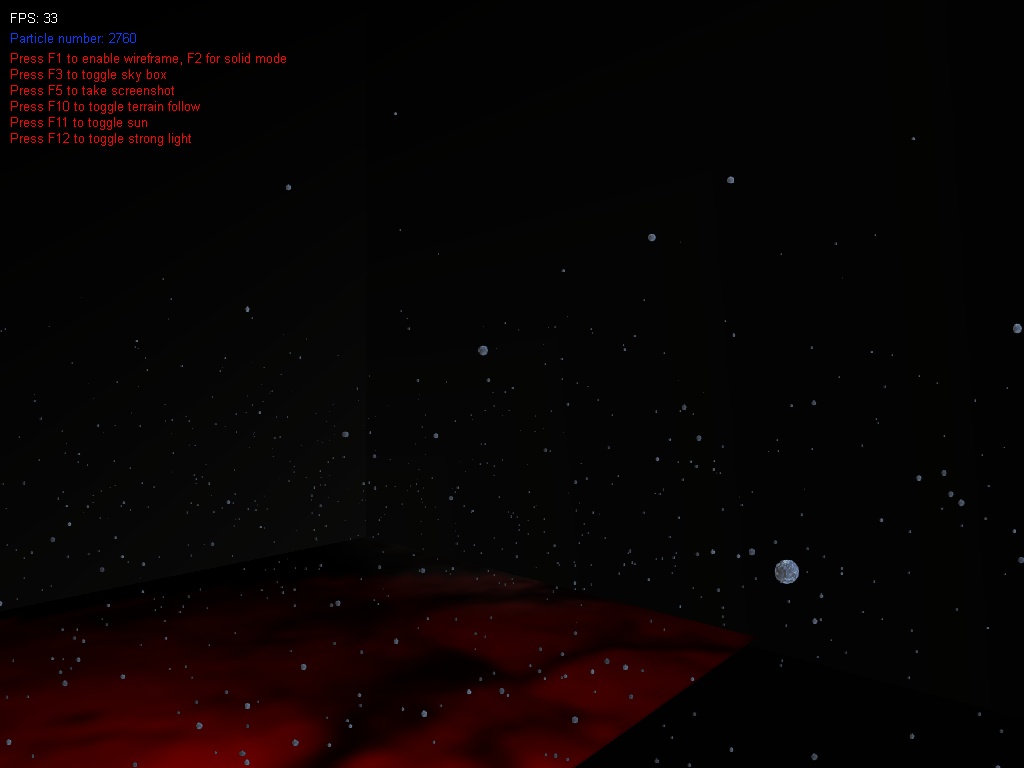 FPS: 33
Particle number: 2760
Press F1 to enable wireframe, F2 for solid mode
Press F3 to toggle sky box
Press F5 to take screenshot
Press F10 to toggle terrain follow
Press F11 to toggle sun
Press F12 to toggle strong light